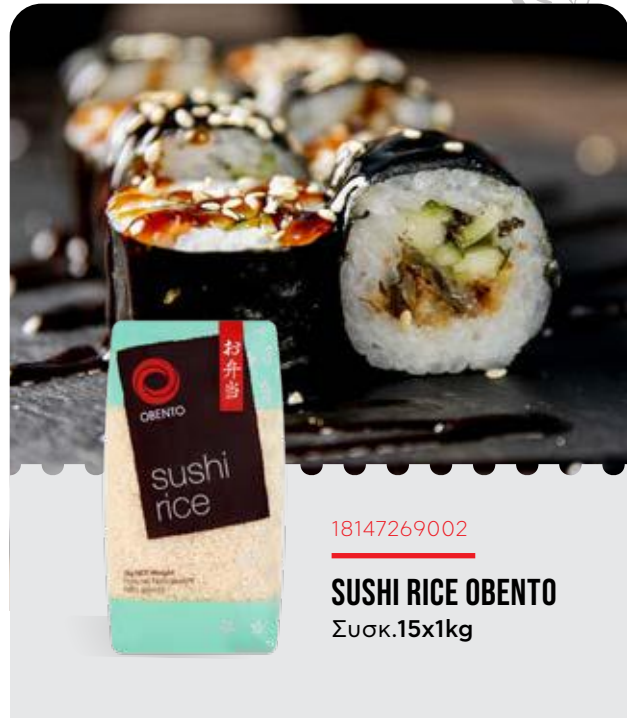 お弁当
OBENTO
sushi
rice
18147269002
SUSHI RICE OBENTO
Συσκ.15x1kg